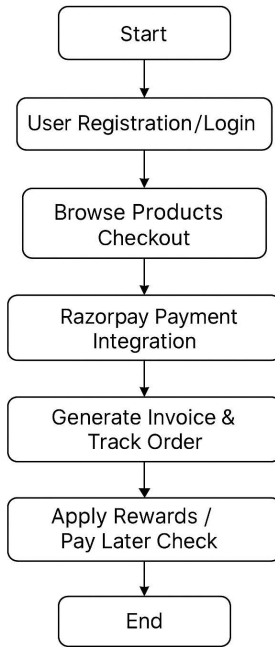 Start
User Registration/Login
Browse Products
Checkout
Razorpay Payment
Integration
Generate Invoice &
Track Order
Apply Rewards /
Pay Later Check
End